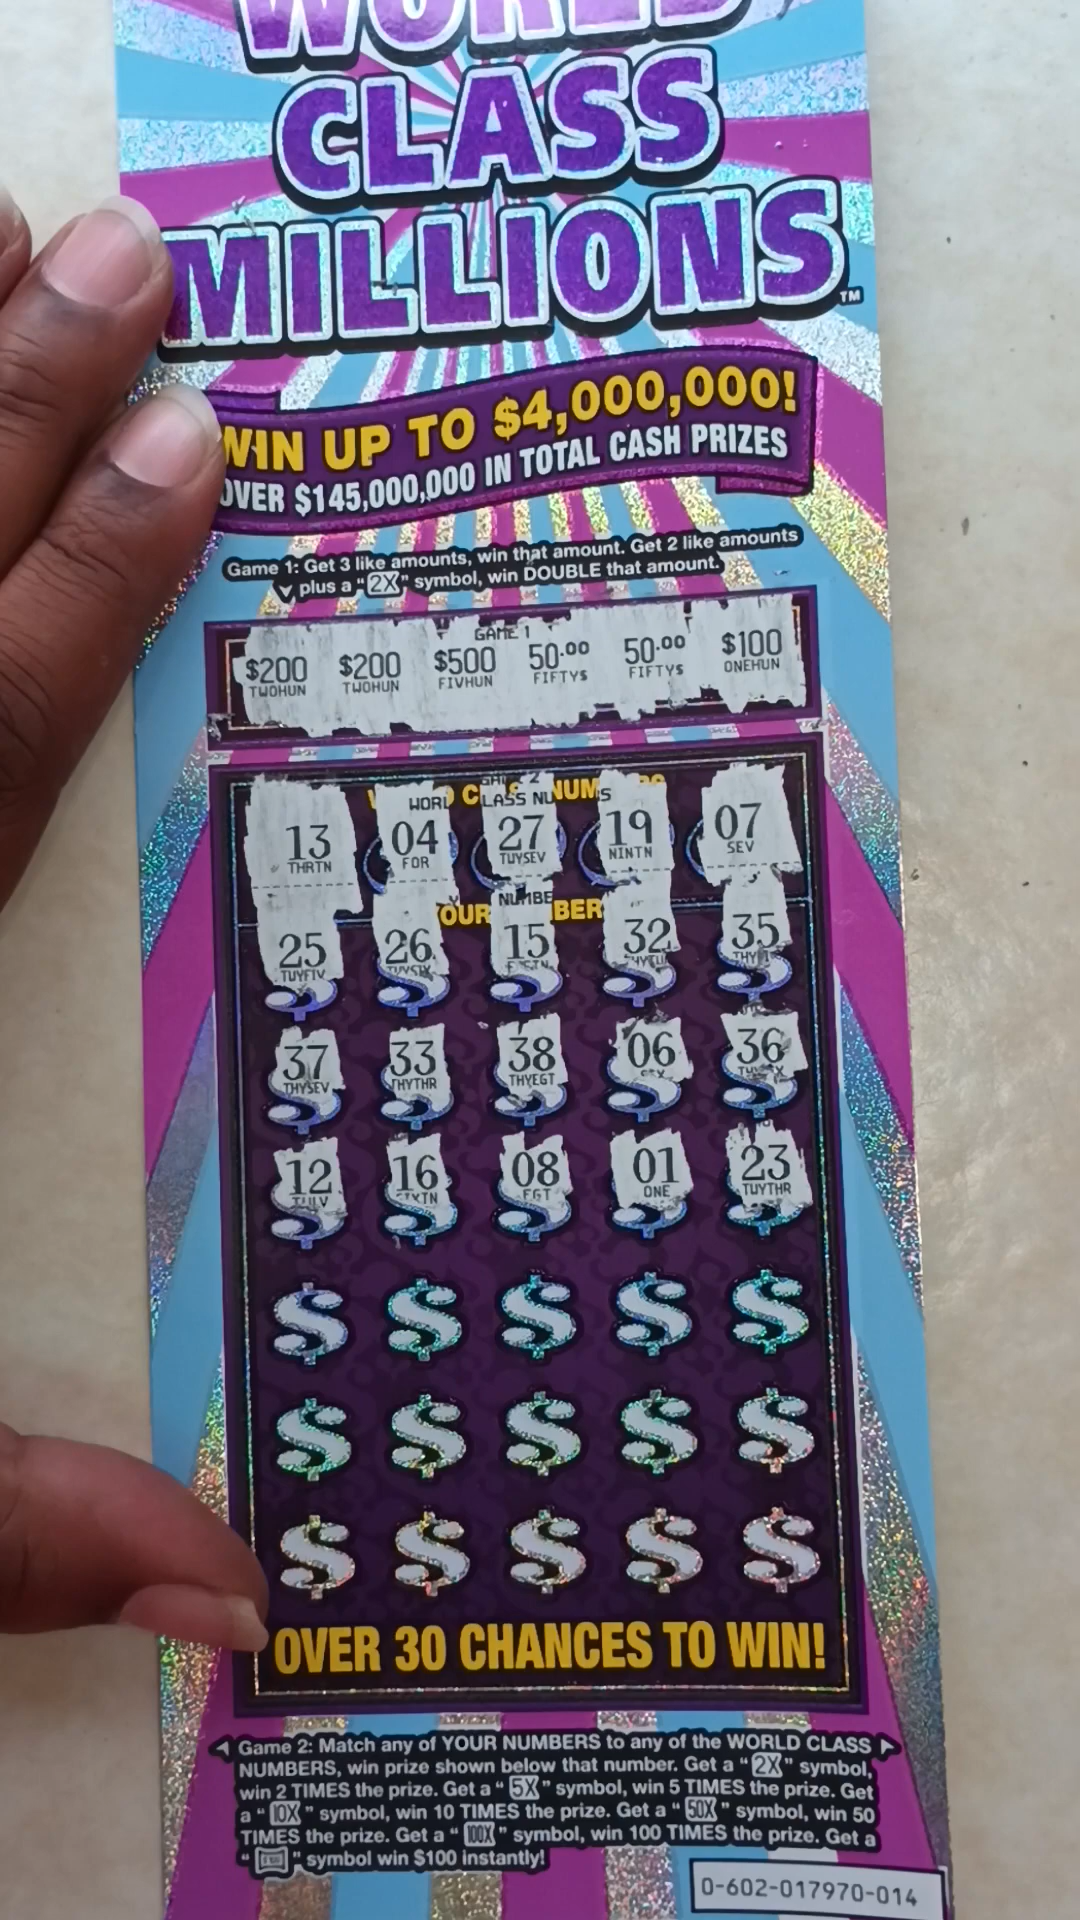 WORLD
CLASS
MILLIONS™
WIN UP TO $4,000,000!
OVER $145,000,000 IN TOTAL CASH PRIZES
Game 1: Get 3 like amounts, win that amount. Get 2 like amounts
plus a "2X" symbol, win DOUBLE that amount.
GAME 1
$200 $200 $500 50.00 50.00 $100
TWOHUN TWOHUN FIVHUN FIFTY$ FIFTY$ ONEHUN
13 04 27 19 07
THRTN FOR TUYSEV NINTN SEV
25 26 15 32 35
TUYFIV
37 33 38 06 36
THYSEV THYTHR THYEGT
12 16 08 01 23
EGT ONE TUYTHR
OVER 30 CHANCES TO WIN!
Game 2: Match any of YOUR NUMBERS to any of the WORLD CLASS
NUMBERS, win prize shown below that number. Get a "2X" symbol,
win 2 TIMES the prize. Get a "5X" symbol, win 5 TIMES the prize. Get
a "10X" symbol, win 10 TIMES the prize. Get a "50X" symbol, win 50
TIMES the prize. Get a "100X" symbol, win 100 TIMES the prize. Get a
" " symbol win $100 instantly!
0-602-017970-014